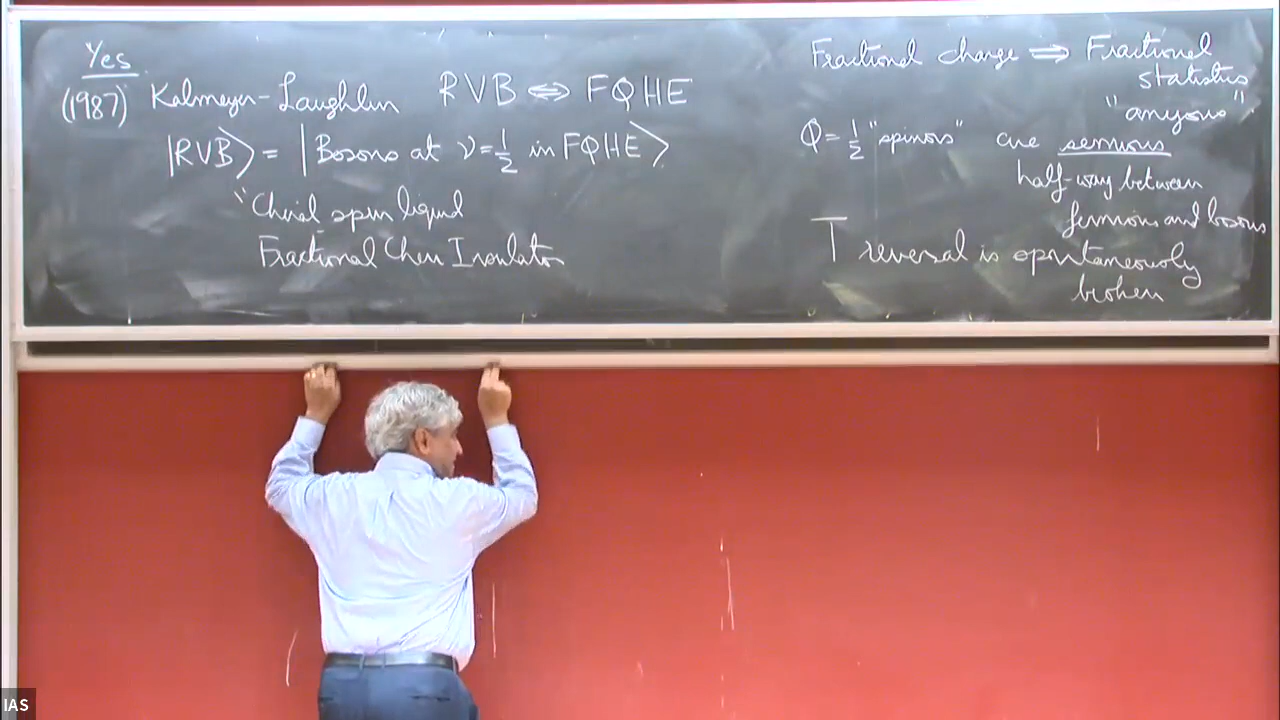 Yes
(1987) Kalmeyer-Laughlin RVB ⇔ FQHE
|RVB⟩ = |Bosons at ν=1/2 in FQHE⟩
"Chiral spin liquid
Fractional Chern Insulator
Fractional charge ⇒ Fractional
statistics
"anyons"
Q=1/2 "spinons" are semions
half-way between
fermions and bosons
T reversal is spontaneously
broken
IAS